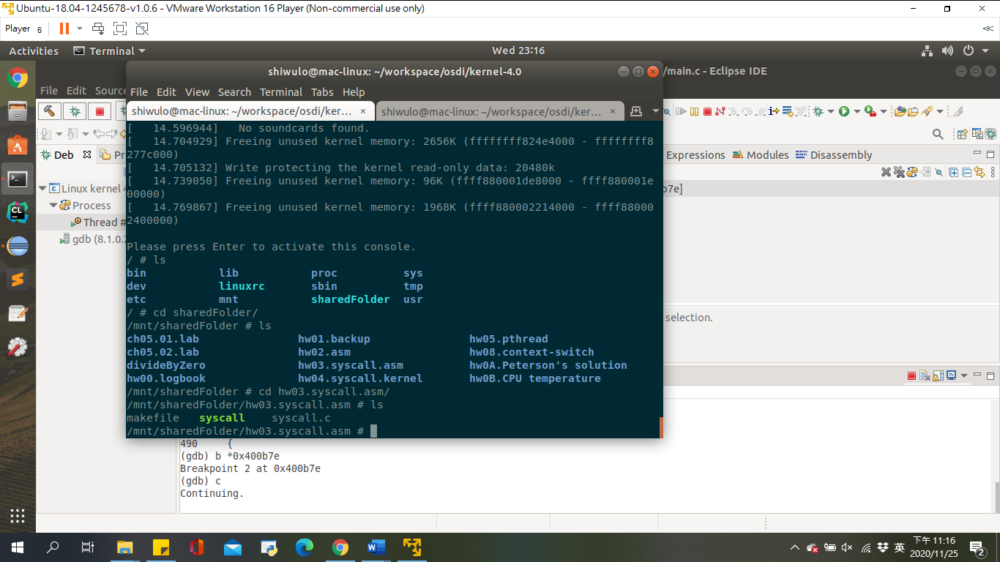 Ubuntu-18.04-1245678-v1.0.6 - VMware Workstation 16 Player (Non-commercial use only)
Player 6
Activities Terminal Wed 23:16
shiwulo@mac-linux: ~/workspace/osdi/kernel-4.0
/main.c - Eclipse IDE
File Edit Source
File Edit View Search Terminal Tabs Help
shiwulo@mac-linux: ~/workspace/osdi/ker... × shiwulo@mac-linux: ~/workspace/osdi/ker... ×
[   14.596944]   No soundcards found.
[   14.704929] Freeing unused kernel memory: 2656K (ffffffff824e4000 - ffffffff8
277c000)
[   14.705132] Write protecting the kernel read-only data: 20480k
[   14.739050] Freeing unused kernel memory: 96K (ffff880001de8000 - ffff880001e
00000)
[   14.769867] Freeing unused kernel memory: 1968K (ffff880002214000 - ffff88000
2400000)
Please press Enter to activate this console.
/ # ls
bin lib proc sys
dev linuxrc sbin tmp
etc mnt sharedFolder usr
/ # cd sharedFolder/
/mnt/sharedFolder # ls
ch05.01.lab hw01.backup hw05.pthread
ch05.02.lab hw02.asm hw08.context-switch
divideByZero hw03.syscall.asm hw0A.Peterson's solution
hw00.logbook hw04.syscall.kernel hw0B.CPU temperature
/mnt/sharedFolder # cd hw03.syscall.asm/
/mnt/sharedFolder/hw03.syscall.asm # ls
makefile syscall syscall.c
/mnt/sharedFolder/hw03.syscall.asm #
Deb Pr
Linux kernel 4
Process
Thread #
gdb (8.1.0.2
Expressions Modules Disassembly
b7e]
selection.
490 {
(gdb) b *0x400b7e
Breakpoint 2 at 0x400b7e
(gdb) c
Continuing.
英 下午 11:16
2020/11/25
2